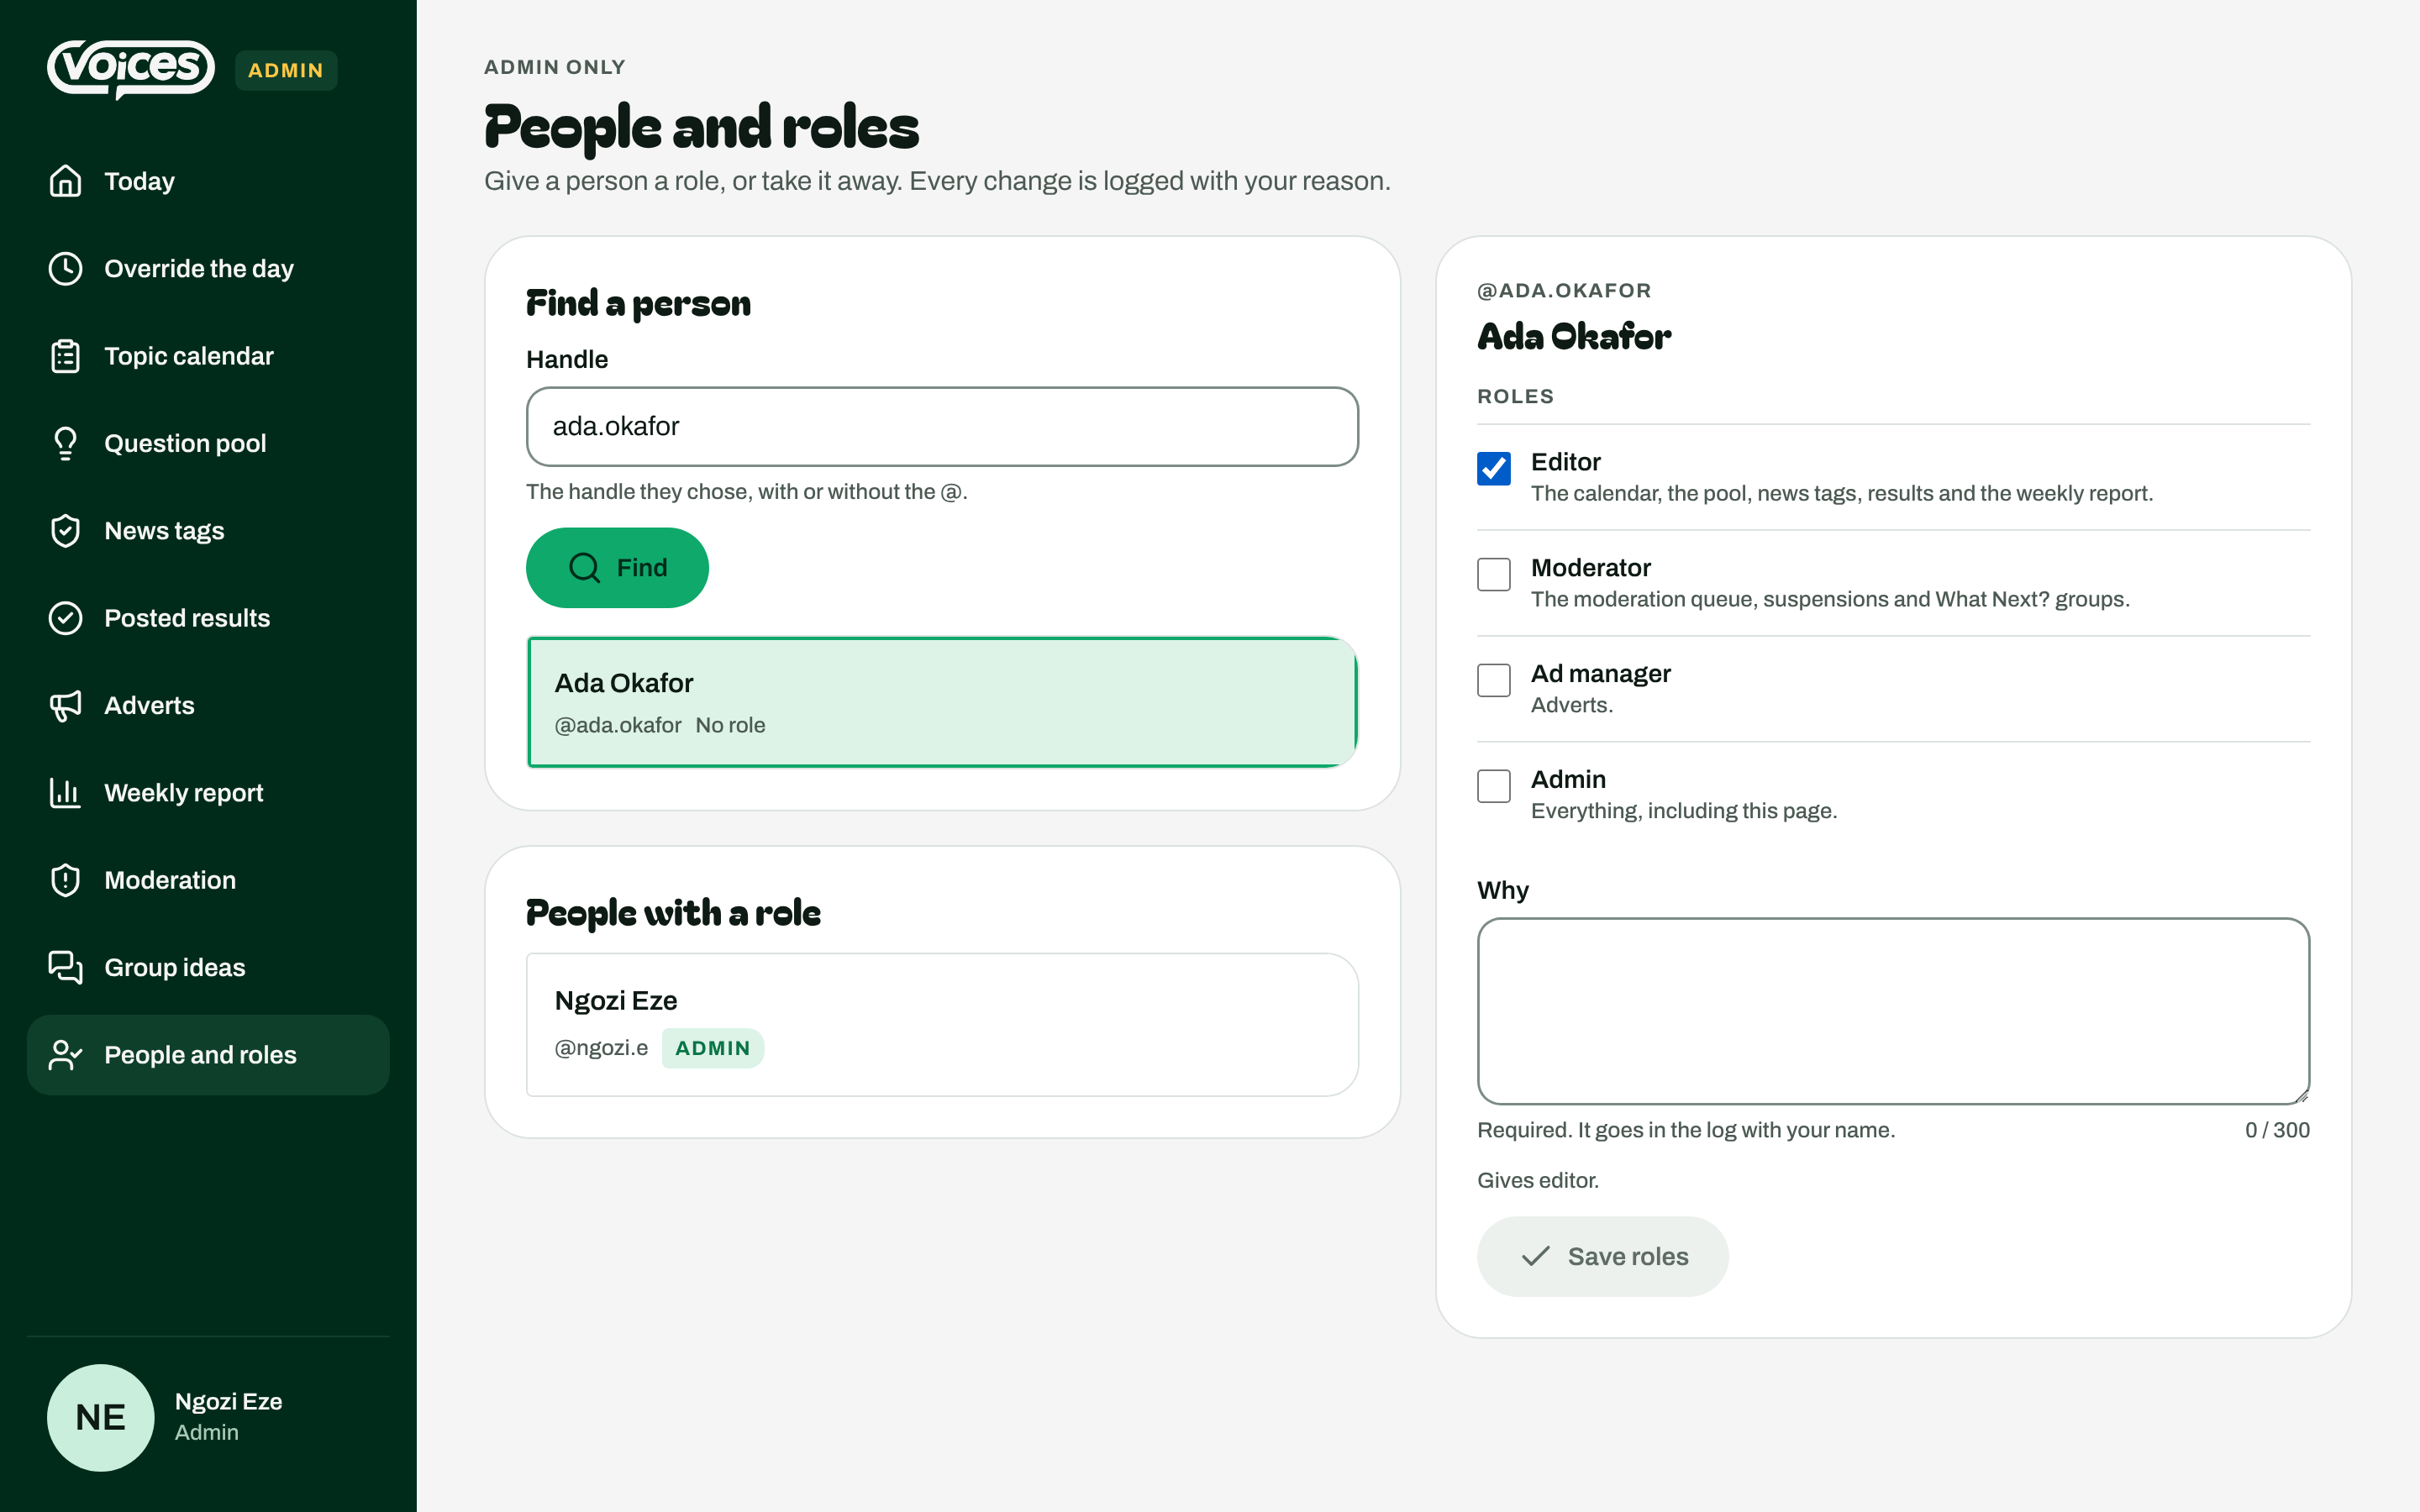 Voices
ADMIN
Today
Override the day
Topic calendar
Question pool
News tags
Posted results
Adverts
Weekly report
Moderation
Group ideas
People and roles
NE
Ngozi Eze
Admin
ADMIN ONLY
People and roles
Give a person a role, or take it away. Every change is logged with your reason.
Find a person
Handle
ada.okafor
The handle they chose, with or without the @.
Find
Ada Okafor
@ada.okafor No role
People with a role
Ngozi Eze
@ngozi.e ADMIN
@ADA.OKAFOR
Ada Okafor
ROLES
Editor
The calendar, the pool, news tags, results and the weekly report.
Moderator
The moderation queue, suspensions and What Next? groups.
Ad manager
Adverts.
Admin
Everything, including this page.
Why
Required. It goes in the log with your name. 0 / 300
Gives editor.
Save roles